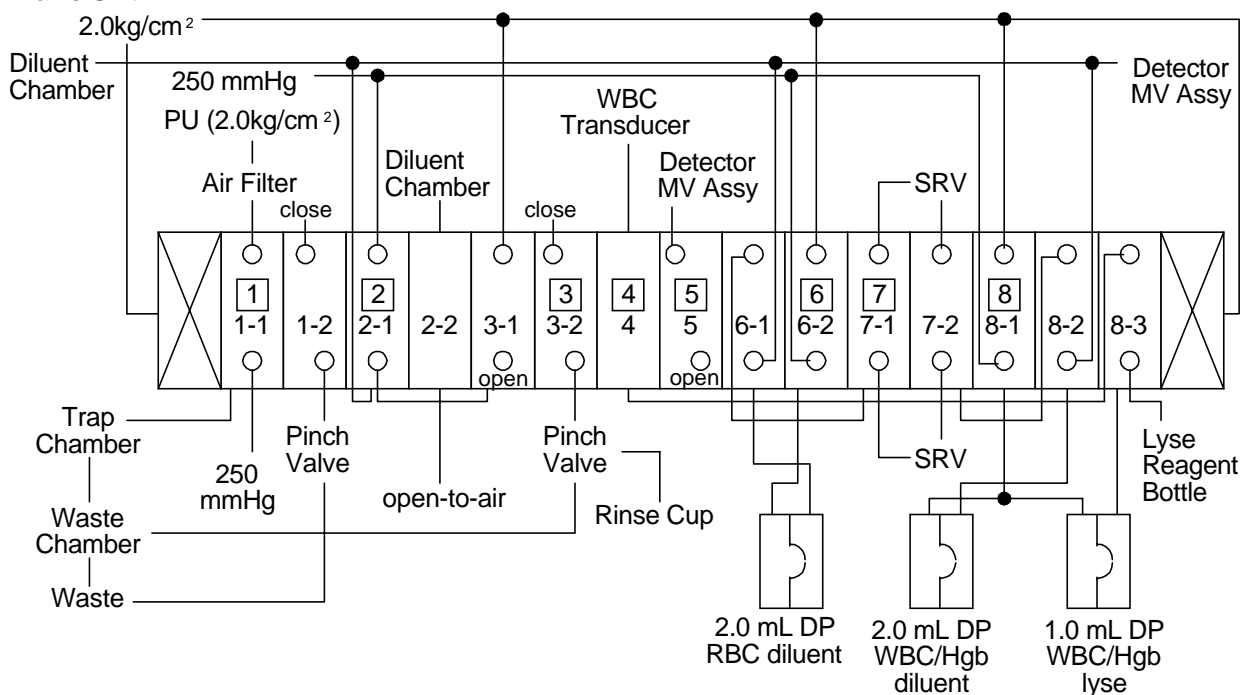 2.0kg/cm²
Diluent
Chamber
250 mmHg
PU (2.0kg/cm²)
Air Filter
close
Diluent
Chamber
WBC
Transducer
close
Detector
MV Assy
SRV
Detector
MV Assy
1
2
3
4
5
6
7
8
1-1
1-2
2-1
2-2
3-1
3-2
4
5
6-1
6-2
7-1
7-2
8-1
8-2
8-3
open
open
Trap
Chamber
250
mmHg
Pinch
Valve
open-to-air
Pinch
Valve
Rinse Cup
SRV
Lyse
Reagent
Bottle
Waste
Chamber
Waste
2.0 mL DP
RBC diluent
2.0 mL DP
WBC/Hgb
diluent
1.0 mL DP
WBC/Hgb
lyse